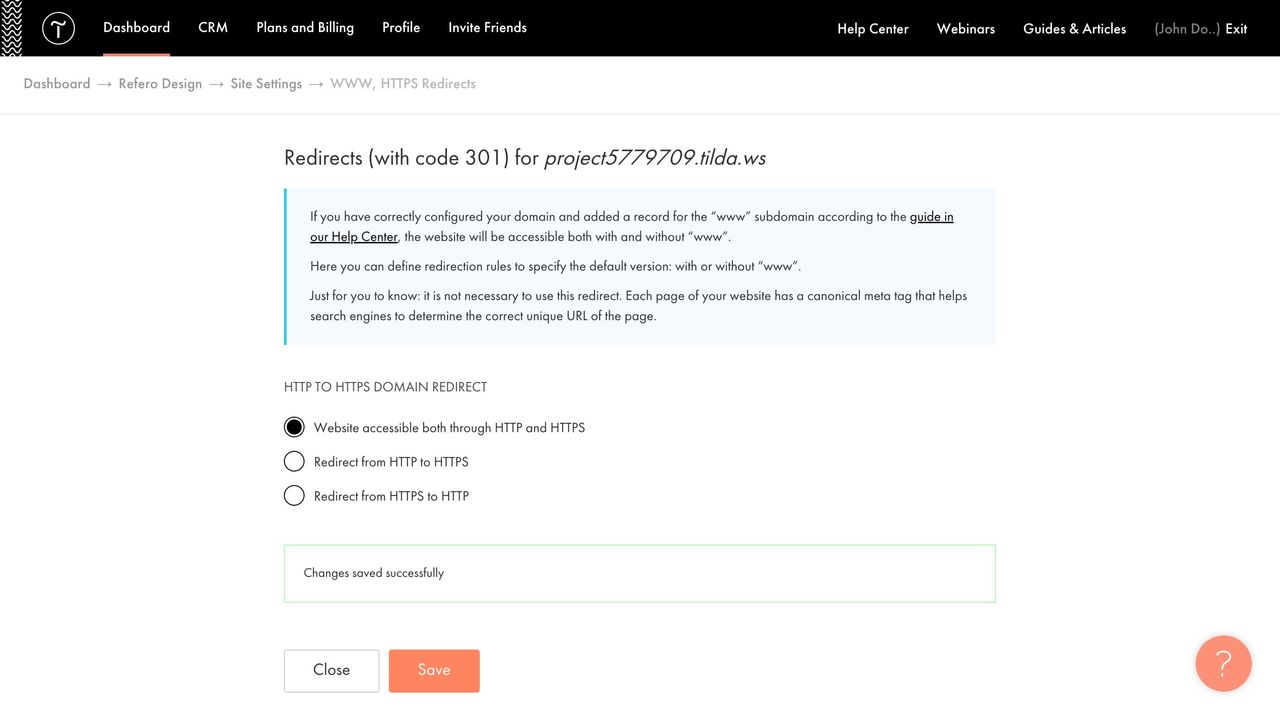 Dashboard CRM Plans and Billing Profile Invite Friends Help Center Webinars Guides & Articles (John Do..) Exit
Dashboard → Refero Design → Site Settings → WWW, HTTPS Redirects
Redirects (with code 301) for project5779709.tilda.ws
If you have correctly configured your domain and added a record for the “www” subdomain according to the guide in
our Help Center, the website will be accessible both with and without “www”.
Here you can define redirection rules to specify the default version: with or without “www”.
Just for you to know: it is not necessary to use this redirect. Each page of your website has a canonical meta tag that helps
search engines to determine the correct unique URL of the page.
HTTP TO HTTPS DOMAIN REDIRECT
Website accessible both through HTTP and HTTPS
Redirect from HTTP to HTTPS
Redirect from HTTPS to HTTP
Changes saved successfully
Close Save
?